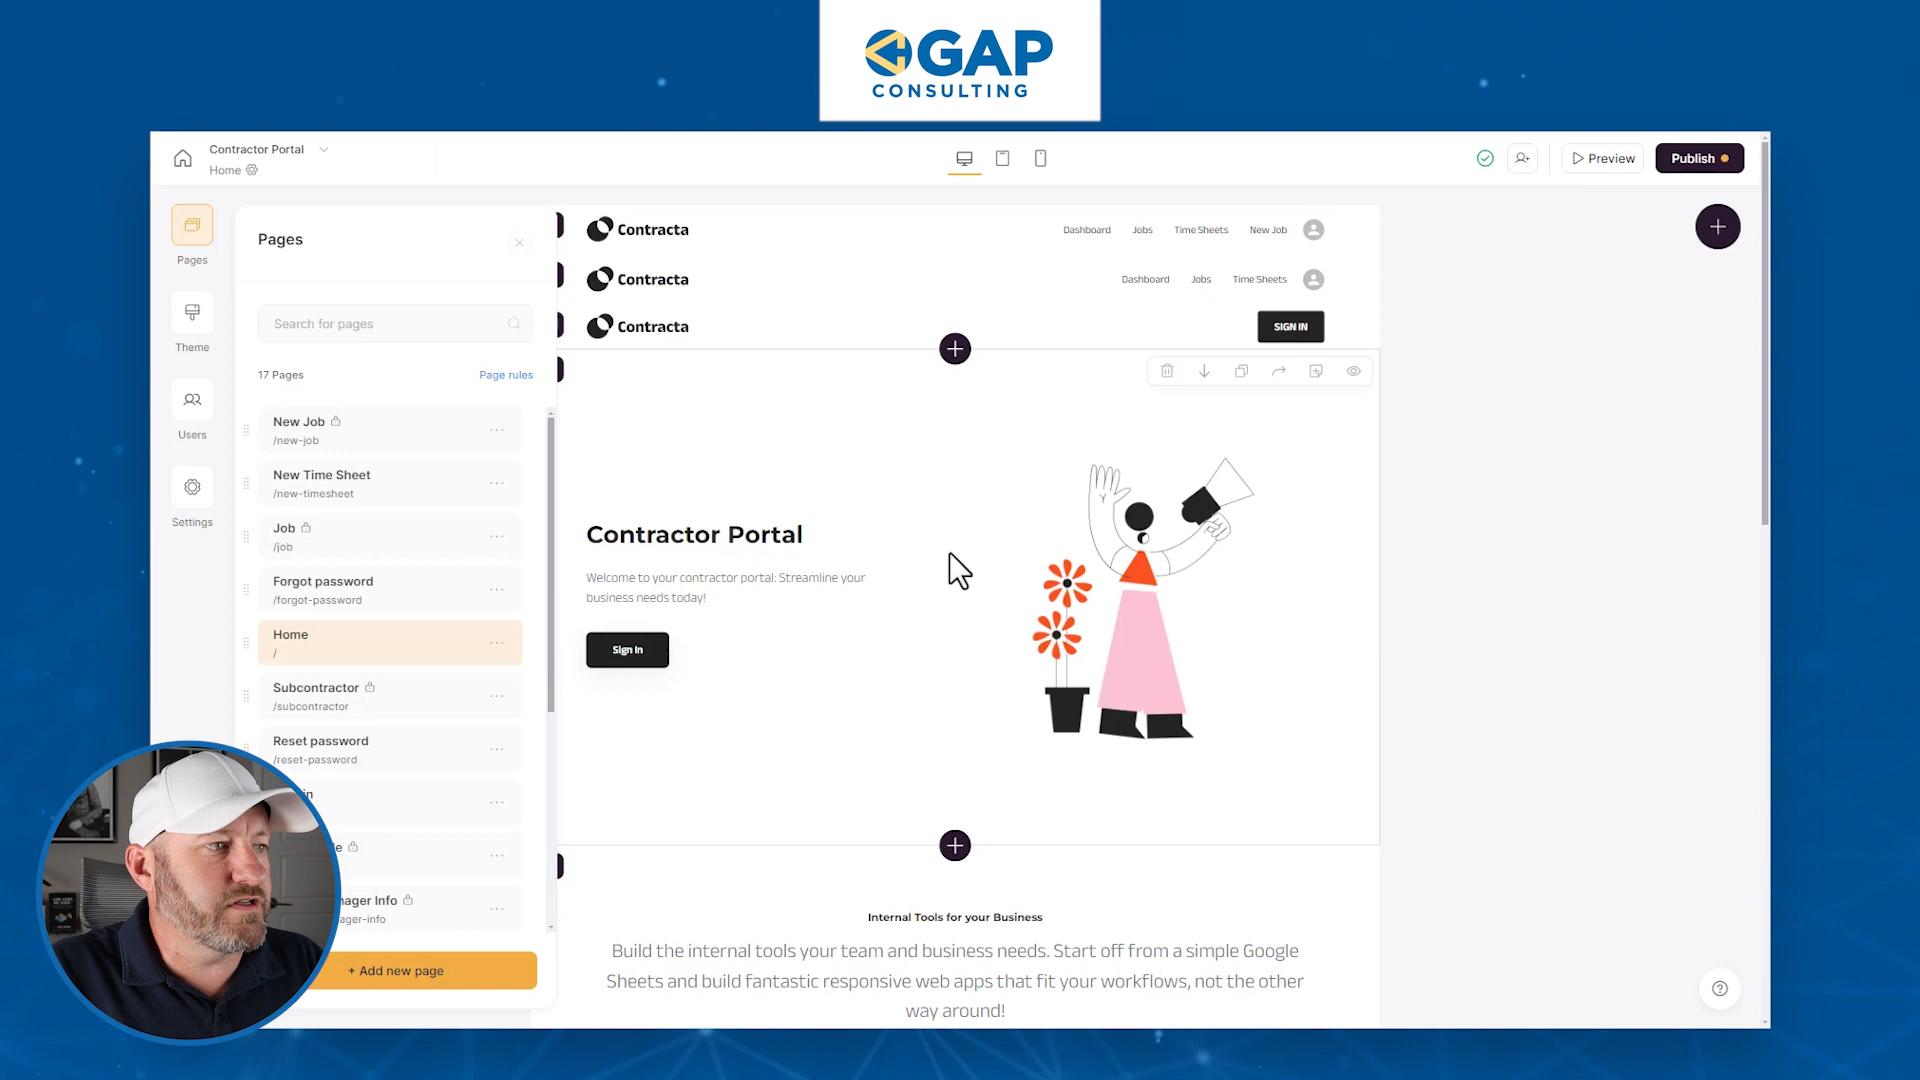 GAP
CONSULTING
Contractor Portal
Home
Preview
Publish
Pages
Theme
Users
Settings
Pages
Search for pages
17 Pages
Page rules
New Job
/new-job
New Time Sheet
/new-timesheet
Job
/job
Forgot password
/forgot-password
Home
/
Subcontractor
/subcontractor
Reset password
/reset-password
+ Add new page
Contracta
Dashboard
Jobs
Time Sheets
New Job
Contracta
Dashboard
Jobs
Time Sheets
Contracta
SIGN IN
Contractor Portal
Welcome to your contractor portal: Streamline your
business needs today!
Sign In
Internal Tools for your Business
Build the internal tools your team and business needs. Start off from a simple Google
Sheets and build fantastic responsive web apps that fit your workflows, not the other
way around!